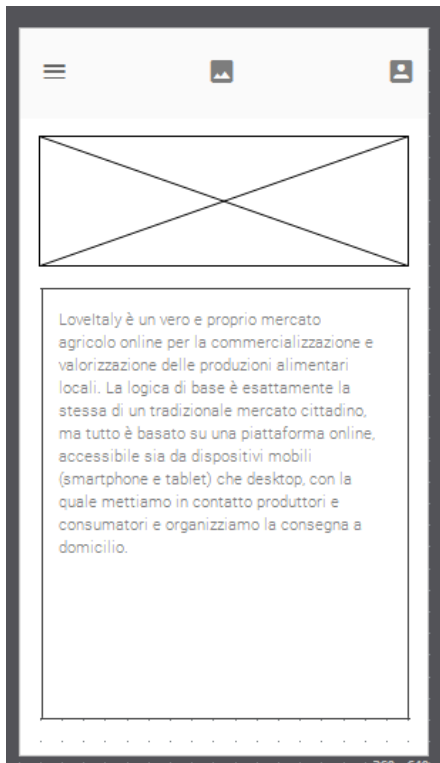 LoveItaly è un vero e proprio mercato
agricolo online per la commercializzazione e
valorizzazione delle produzioni alimentari
locali. La logica di base è esattamente la
stessa di un tradizionale mercato cittadino,
ma tutto è basato su una piattaforma online,
accessibile sia da dispositivi mobili
(smartphone e tablet) che desktop, con la
quale mettiamo in contatto produttori e
consumatori e organizziamo la consegna a
domicilio.